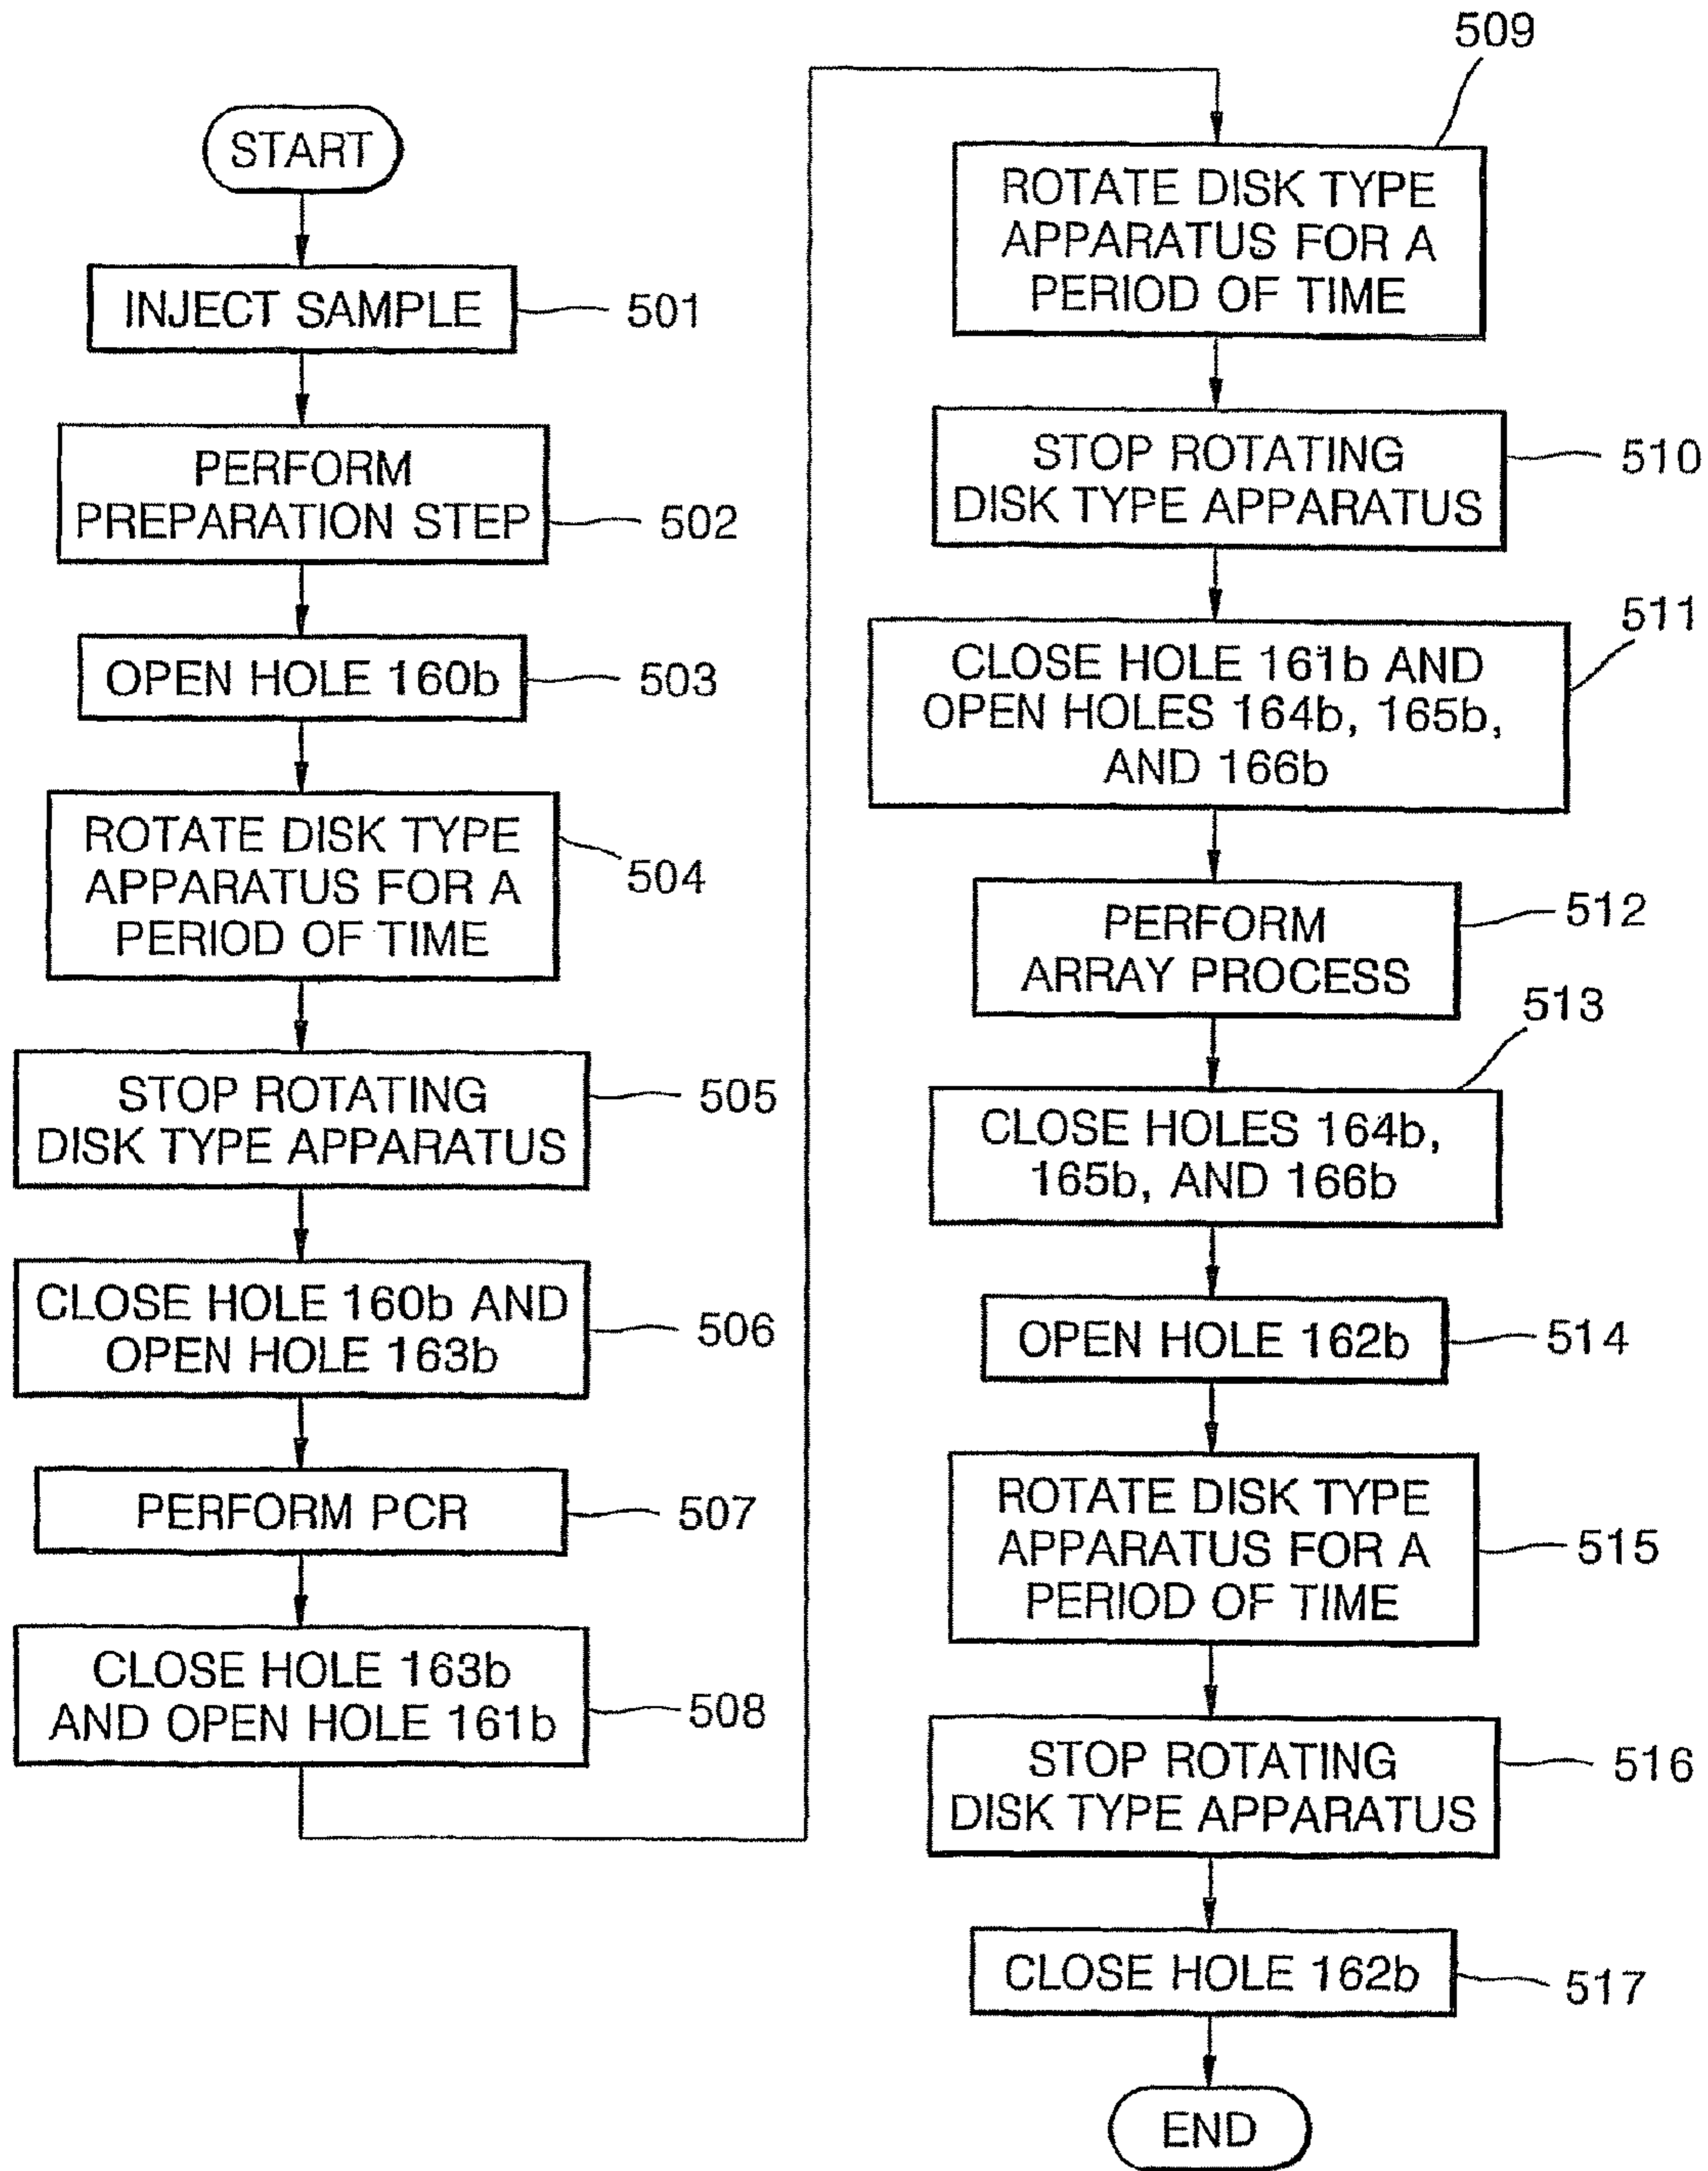 START
INJECT SAMPLE
501
PERFORM
PREPARATION STEP
502
OPEN HOLE 160b
503
ROTATE DISK TYPE
APPARATUS FOR A
PERIOD OF TIME
504
STOP ROTATING
DISK TYPE APPARATUS
505
CLOSE HOLE 160b AND
OPEN HOLE 163b
506
PERFORM PCR
507
CLOSE HOLE 163b
AND OPEN HOLE 161b
508
509
ROTATE DISK TYPE
APPARATUS FOR A
PERIOD OF TIME
STOP ROTATING
DISK TYPE APPARATUS
510
511
CLOSE HOLE 161b AND
OPEN HOLES 164b, 165b,
AND 166b
PERFORM
ARRAY PROCESS
512
513
CLOSE HOLES 164b,
165b, AND 166b
OPEN HOLE 162b
514
ROTATE DISK TYPE
APPARATUS FOR A
PERIOD OF TIME
515
STOP ROTATING
DISK TYPE APPARATUS
516
CLOSE HOLE 162b
517
END